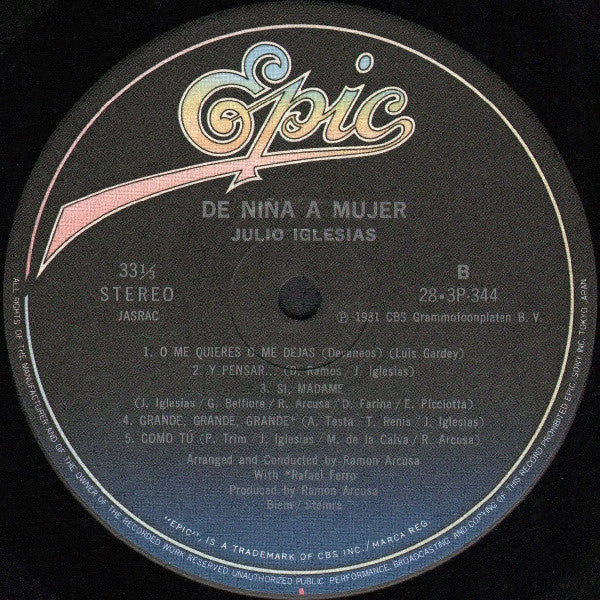 Epic
DE NIÑA A MUJER
JULIO IGLESIAS
33⅓
STEREO
JASRAC
B
28・3P-344
Ⓟ 1981 CBS Grammofoonplaten B. V.
1. O ME QUIERES O ME DEJAS (Devaneos) (Luis Gardey)
2. Y PENSAR... (D. Ramos / J. Iglesias)
3. SI, MADAME
(J. Iglesias / G. Belfiore / R. Arcusa / D. Farina / E. Picciotta)
4. GRANDE, GRANDE, GRANDE* (A. Testa / T. Renis / J. Iglesias)
5. COMO TÚ (P. Trim / J. Iglesias / M. de la Calva / R. Arcusa)
Arranged and Conducted by Ramon Arcusa
With *Rafael Ferro
Produced by Ramon Arcusa
Biem / Stemra
"EPIC", IS A TRADEMARK OF CBS INC./MARCA REG.
ALL RIGHTS OF THE MANUFACTURER AND OF THE OWNER OF THE RECORDED WORK RESERVED. UNAUTHORIZED PUBLIC PERFORMANCE, BROADCASTING, AND COPYING OF THIS RECORD PROHIBITED EPIC/SONY INC. TOKYO, JAPAN.